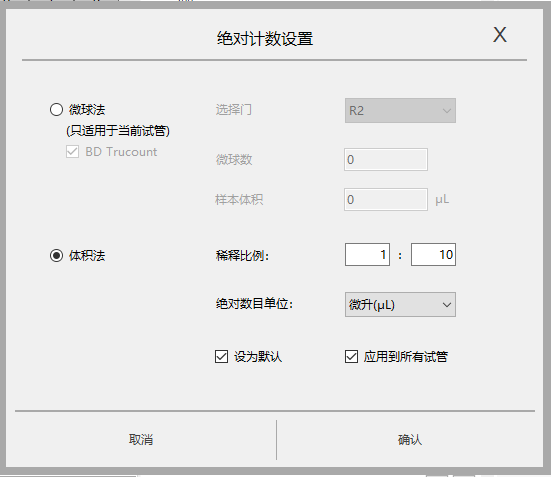 绝对计数设置 X
微球法 选择门 R2
(只适用于当前试管)
BD Trucount 微球数 0
样本体积 0 μL
体积法 稀释比例： 1 : 10
绝对数目单位： 微升(μL)
设为默认 应用到所有试管
取消 确认